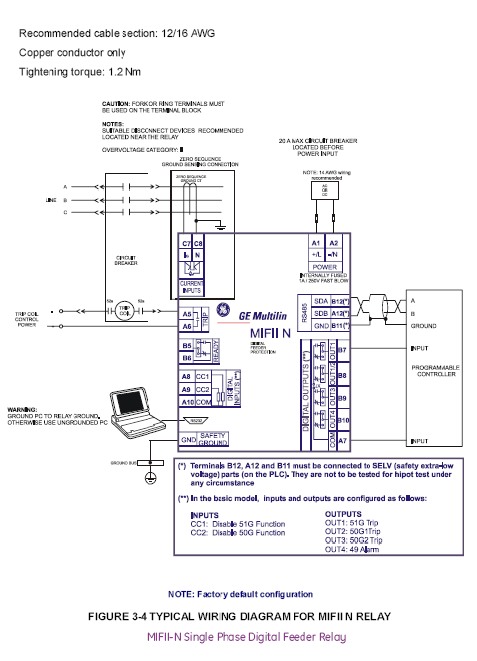 Recommended cable section: 12/16 AWG
Copper conductor only
Tightening torque: 1.2 Nm
CAUTION: FORKOR RING TERMINALS MUST
BE USED ON THE TERMINAL BLOCK
NOTES:
SUITABLE DISCONNECT DEVICES RECOMMENDED
LOCATED NEAR THE RELAY
OVERVOLTAGE CATEGORY: II
ZERO SEQUENCE
GROUND SENSING CONNECTION
ZERO SEQUENCE
GROUND CT
20 A MAX CIRCUIT BREAKER
LOCATED BEFORE
POWER INPUT
NOTE: 14 AWG wiring
recommended
AC
OR
DC
A
LINE B
C
CIRCUIT
BREAKER
C7 C8
N
CURRENT
INPUTS
A1 A2
+/L -/N
POWER
INTERNALLY FUSED
1A / 250V FAST BLOW
TRIP COIL
CONTROL
POWER
52a
TRIP
COIL
52a
A5
A6
TRIP
B5
B6
READY
GE Multilin
MIFII N
DIGITAL
FEEDER
PROTECTION
RS485
SDA B12(*)
SDB A12(*)
GND B11(*)
A
B
GROUND
A8 CC1
A9 CC2
A10 COM
DIGITAL
INPUTS (**)
RS232
GND SAFETY
GROUND
DIGITAL OUTPUTS (**)
OUT1
OUT2
OUT3
OUT4
COM
B7
B8
B9
B10
A7
INPUT
PROGRAMMABLE
CONTROLLER
INPUT
WARNING:
GROUND PC TO RELAY GROUND,
OTHERWISE USE UNGROUNDED PC
GROUND BUS
(*) Terminals B12, A12 and B11 must be connected to SELV (safety extra-low
voltage) parts (on the PLC). They are not to be tested for hipot test under
any circumstance
(**) In the basic model, inputs and outputs are configured as follows:
INPUTS
CC1: Disable 51G Function
CC2: Disable 50G Function
OUTPUTS
OUT1: 51G Trip
OUT2: 50G1Trip
OUT3: 50G2 Trip
OUT4: 49 Alarm
NOTE: Factory default configuration
FIGURE 3-4 TYPICAL WIRING DIAGRAM FOR MIFII N RELAY
MIFII-N Single Phase Digital Feeder Relay